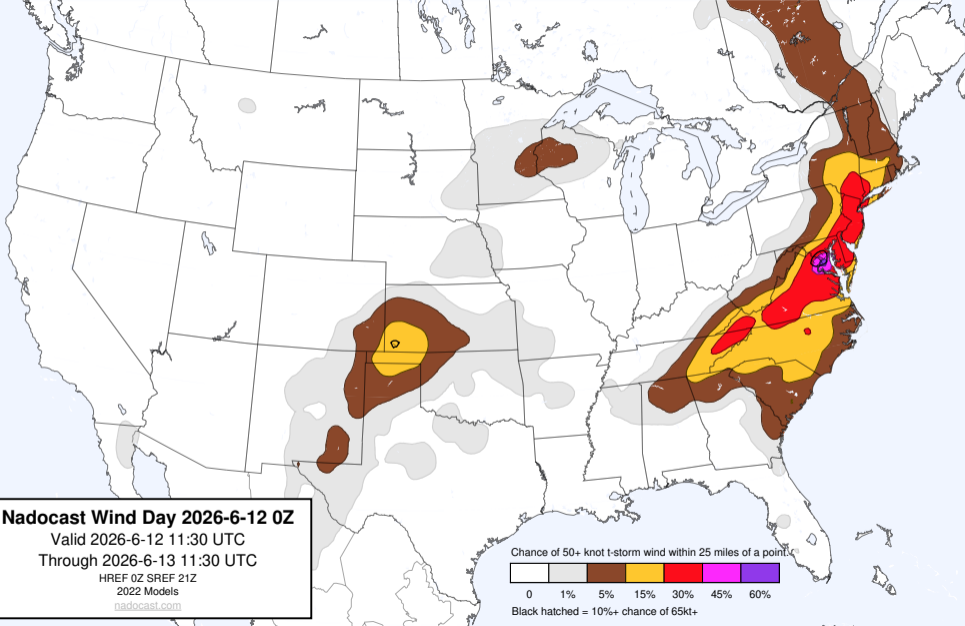 Nadocast Wind Day 2026-6-12 0Z
Valid 2026-6-12 11:30 UTC
Through 2026-6-13 11:30 UTC
HREF 0Z SREF 21Z
2022 Models
nadocast.com
Chance of 50+ knot t-storm wind within 25 miles of a point.
0 1% 5% 15% 30% 45% 60%
Black hatched = 10%+ chance of 65kt+